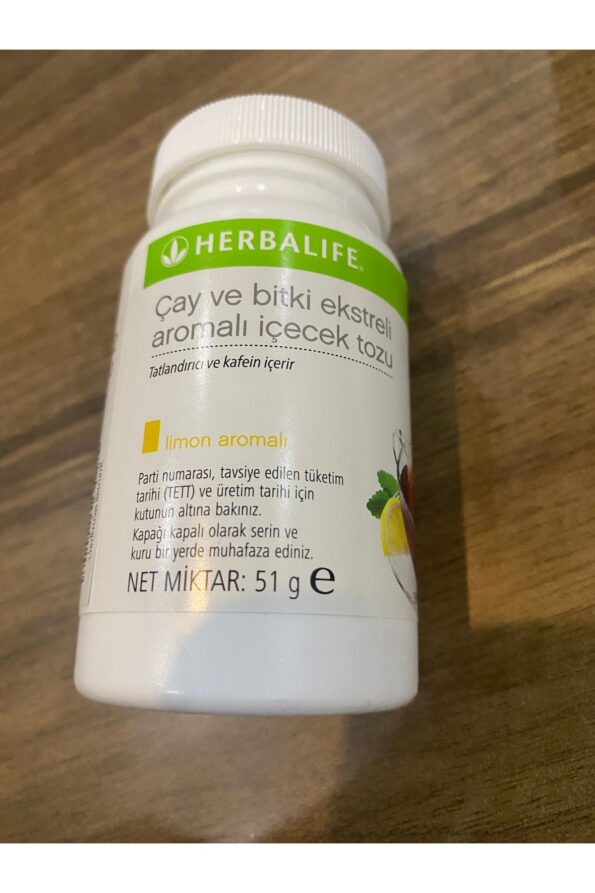 HERBALIFE®
Çay ve bitki ekstreli
aromalı içecek tozu
Tatlandırıcı ve kafein içerir
limon aromalı
Parti numarası, tavsiye edilen tüketim
tarihi (TETT) ve üretim tarihi için
kutunun altına bakınız.
Kapağı kapalı olarak serin ve
kuru bir yerde muhafaza ediniz.
NET MİKTAR: 51 g ℮